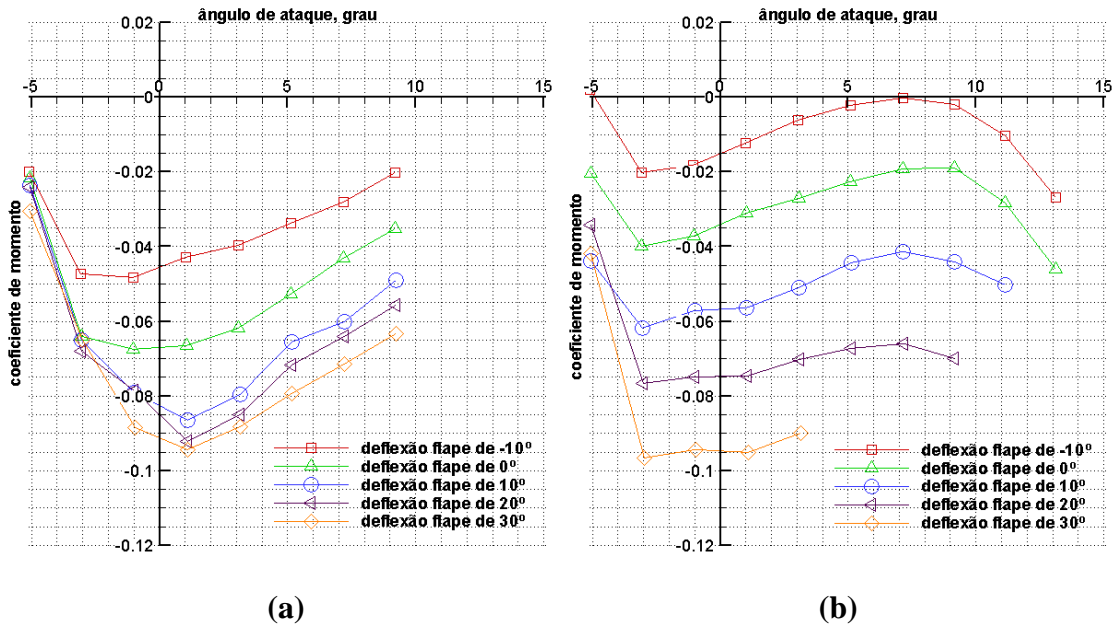 ângulo de ataque, grau
0.02
-5 0 5 10 15
0
-0.02
-0.04
-0.06
-0.08
-0.1
-0.12
coeficiente de momento
deflexão flape de -10º
deflexão flape de 0º
deflexão flape de 10º
deflexão flape de 20º
deflexão flape de 30º
(a)
ângulo de ataque, grau
0.02
-5 0 5 10 15
0
-0.02
-0.04
-0.06
-0.08
-0.1
-0.12
coeficiente de momento
deflexão flape de -10º
deflexão flape de 0º
deflexão flape de 10º
deflexão flape de 20º
deflexão flape de 30º
(b)